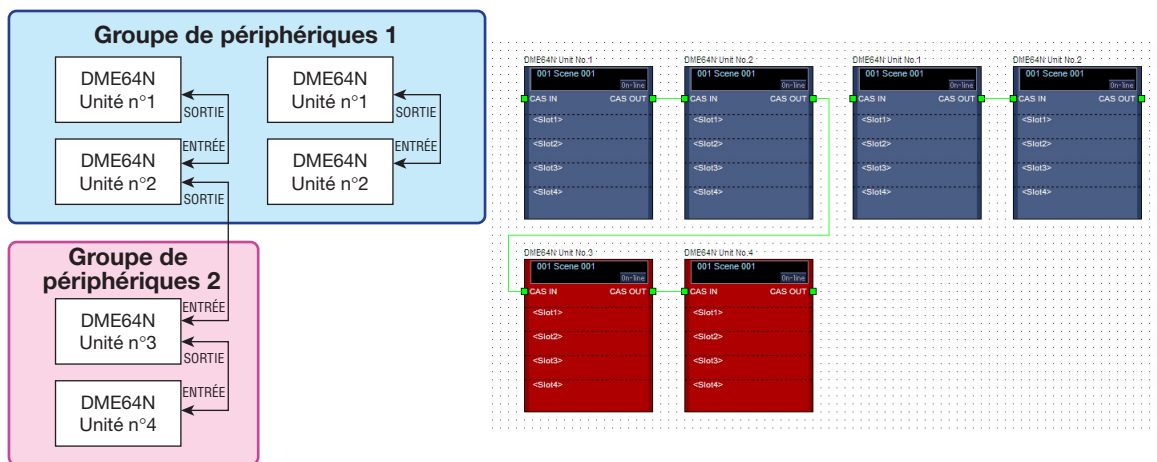 Groupe de périphériques 1
DME64N
Unité n°1
DME64N
Unité n°1
SORTIE
SORTIE
ENTRÉE
ENTRÉE
DME64N
Unité n°2
DME64N
Unité n°2
SORTIE
Groupe de
périphériques 2
ENTRÉE
DME64N
Unité n°3
SORTIE
ENTRÉE
DME64N
Unité n°4
DME64N Unit No.1
001 Scene 001
On-line
CAS IN CAS OUT
<Slot1>
<Slot2>
<Slot3>
<Slot4>
DME64N Unit No.2
001 Scene 001
On-line
CAS IN CAS OUT
<Slot1>
<Slot2>
<Slot3>
<Slot4>
DME64N Unit No.1
001 Scene 001
On-line
CAS IN CAS OUT
<Slot1>
<Slot2>
<Slot3>
<Slot4>
DME64N Unit No.2
001 Scene 001
On-line
CAS IN CAS OUT
<Slot1>
<Slot2>
<Slot3>
<Slot4>
DME64N Unit No.3
001 Scene 001
On-line
CAS IN CAS OUT
<Slot1>
<Slot2>
<Slot3>
<Slot4>
DME64N Unit No.4
001 Scene 001
On-line
CAS IN CAS OUT
<Slot1>
<Slot2>
<Slot3>
<Slot4>